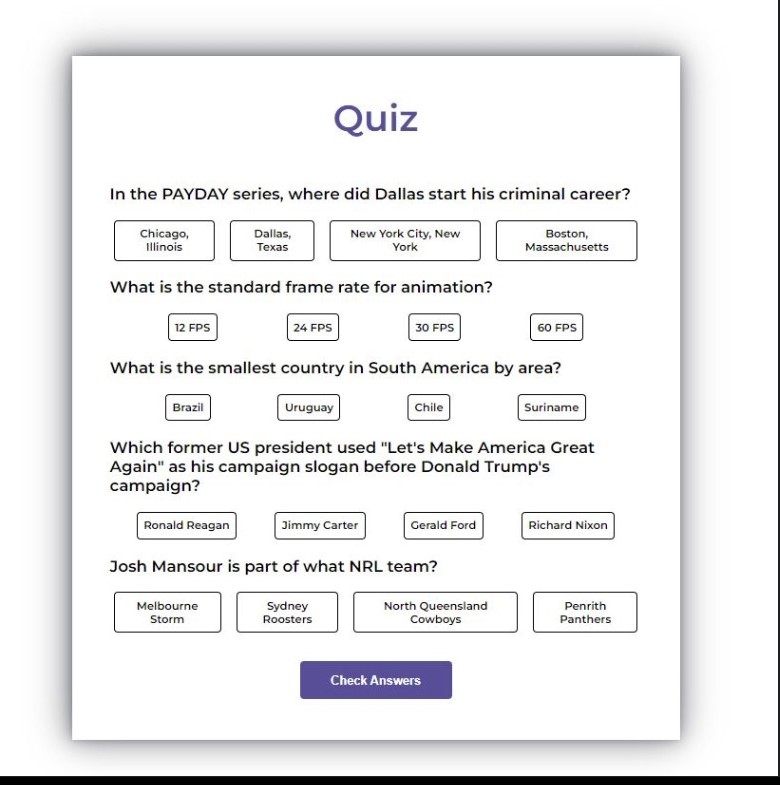 Quiz
In the PAYDAY series, where did Dallas start his criminal career?
Chicago,
Illinois
Dallas,
Texas
New York City, New
York
Boston,
Massachusetts
What is the standard frame rate for animation?
12 FPS
24 FPS
30 FPS
60 FPS
What is the smallest country in South America by area?
Brazil
Uruguay
Chile
Suriname
Which former US president used "Let's Make America Great
Again" as his campaign slogan before Donald Trump's
campaign?
Ronald Reagan
Jimmy Carter
Gerald Ford
Richard Nixon
Josh Mansour is part of what NRL team?
Melbourne
Storm
Sydney
Roosters
North Queensland
Cowboys
Penrith
Panthers
Check Answers